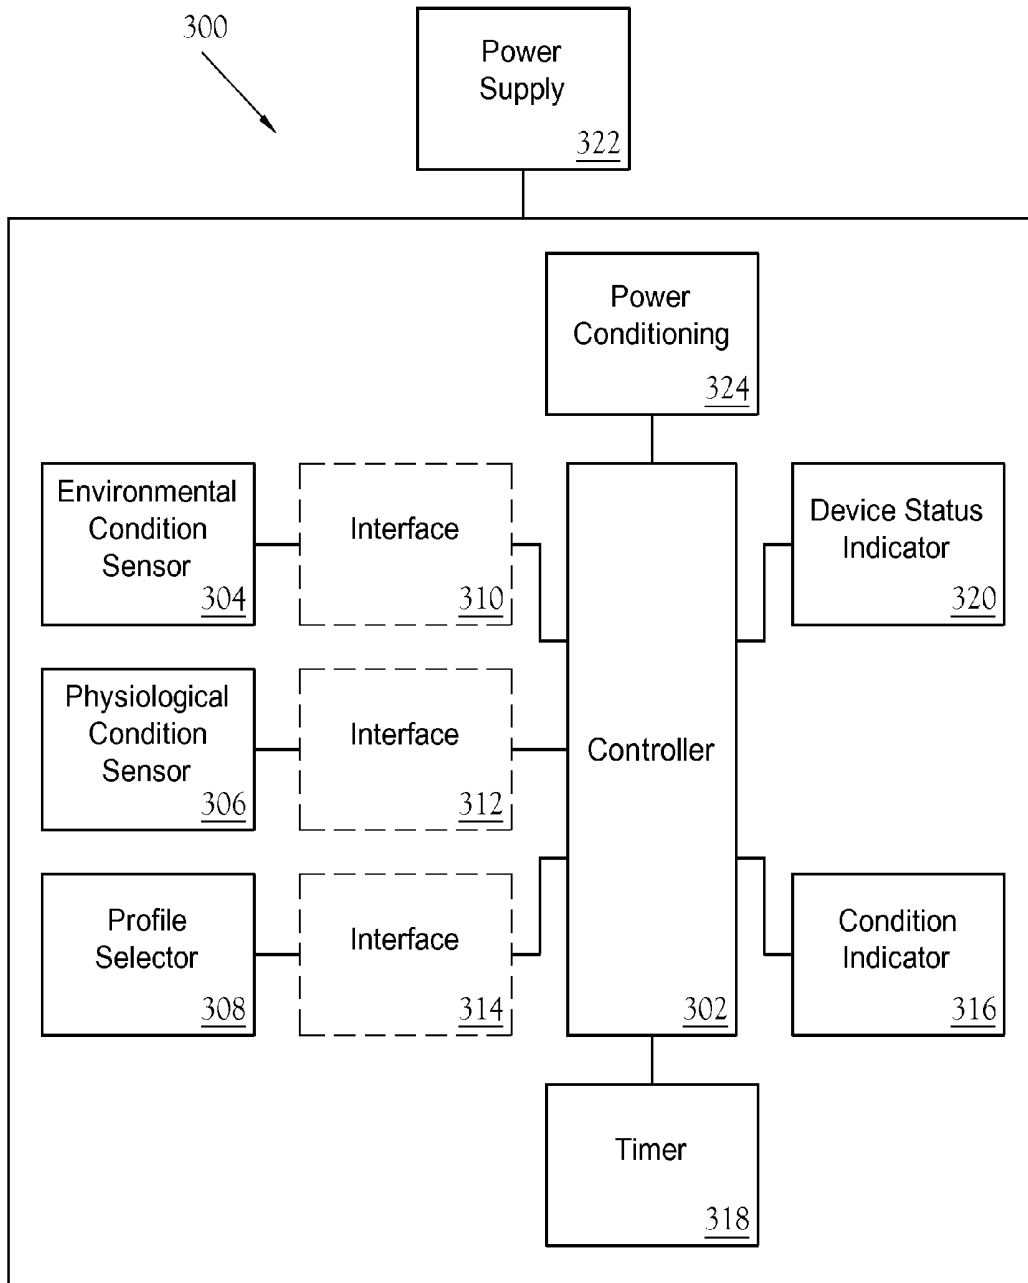 300
Power
Supply
322
Power
Conditioning
324
Environmental
Condition
Sensor
304
Interface
310
Device Status
Indicator
320
Physiological
Condition
Sensor
306
Interface
312
Controller
302
Profile
Selector
308
Interface
314
Condition
Indicator
316
Timer
318